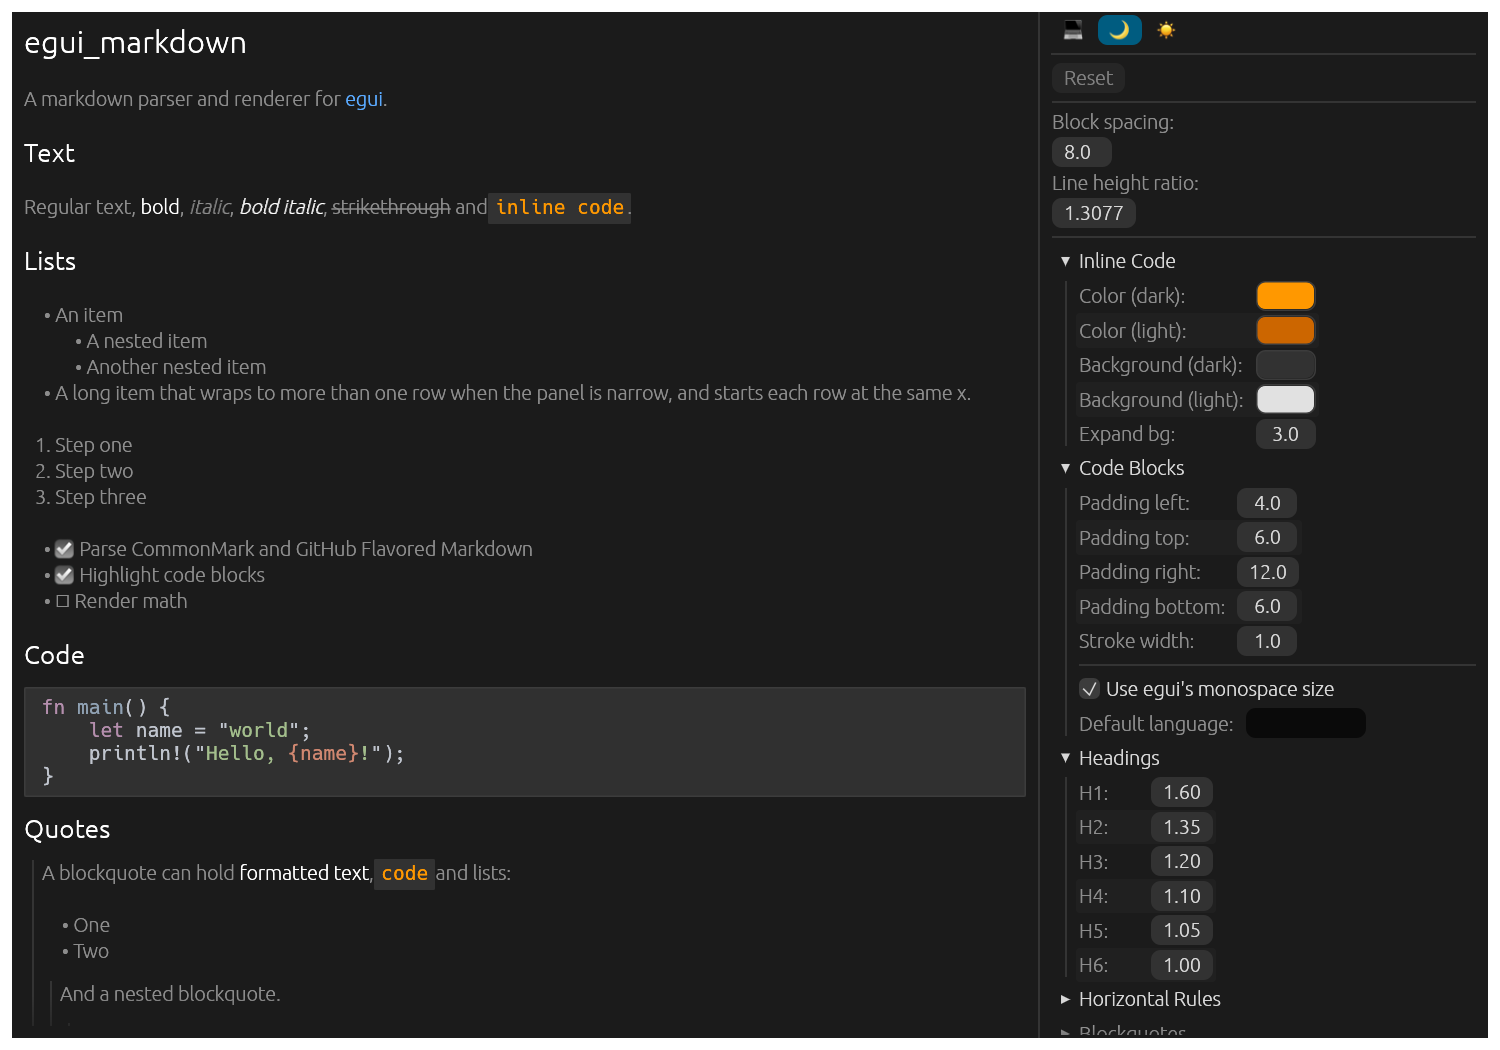 egui_markdown
A markdown parser and renderer for egui.
Text
Regular text, bold, italic, bold italic, strikethrough and inline code.
Lists
• An item
• A nested item
• Another nested item
• A long item that wraps to more than one row when the panel is narrow, and starts each row at the same x.
1. Step one
2. Step two
3. Step three
• ☑ Parse CommonMark and GitHub Flavored Markdown
• ☑ Highlight code blocks
• ☐ Render math
Code
fn main() {
    let name = "world";
    println!("Hello, {name}!");
}
Quotes
A blockquote can hold formatted text, code and lists:
• One
• Two
And a nested blockquote.
Reset
Block spacing:
8.0
Line height ratio:
1.3077
Inline Code
Color (dark):
Color (light):
Background (dark):
Background (light):
Expand bg: 3.0
Code Blocks
Padding left: 4.0
Padding top: 6.0
Padding right: 12.0
Padding bottom: 6.0
Stroke width: 1.0
Use egui's monospace size
Default language:
Headings
H1: 1.60
H2: 1.35
H3: 1.20
H4: 1.10
H5: 1.05
H6: 1.00
Horizontal Rules
Blockquotes